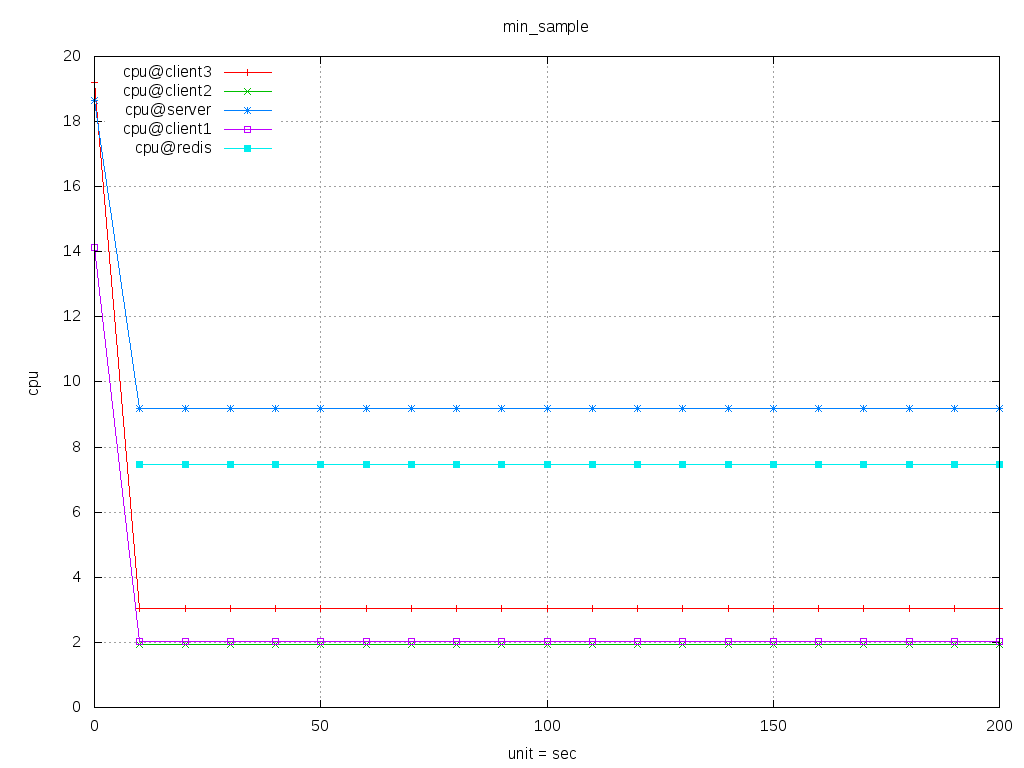 min_sample
20
18
16
14
12
10
8
6
4
2
0
cpu
cpu@client3
cpu@client2
cpu@server
cpu@client1
cpu@redis
0 50 100 150 200
unit = sec